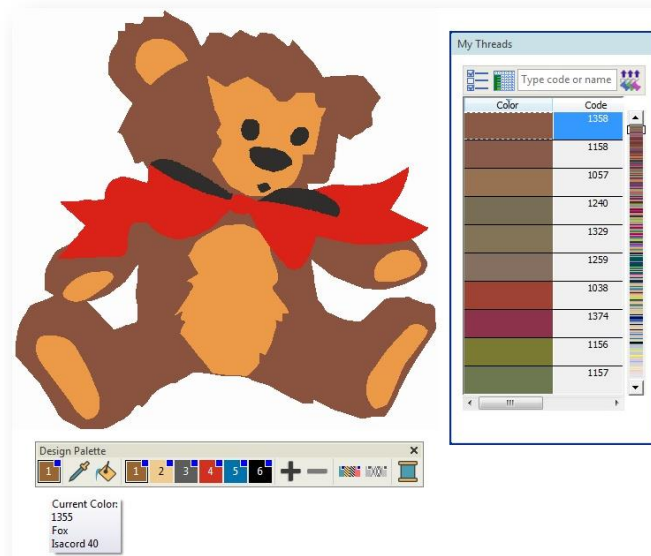 My Threads
Type code or name
Color Code
1358
1158
1057
1240
1329
1259
1038
1374
1156
1157
Design Palette
1 1 2 3 4 5 6
Current Color:
1355
Fox
Isacord 40